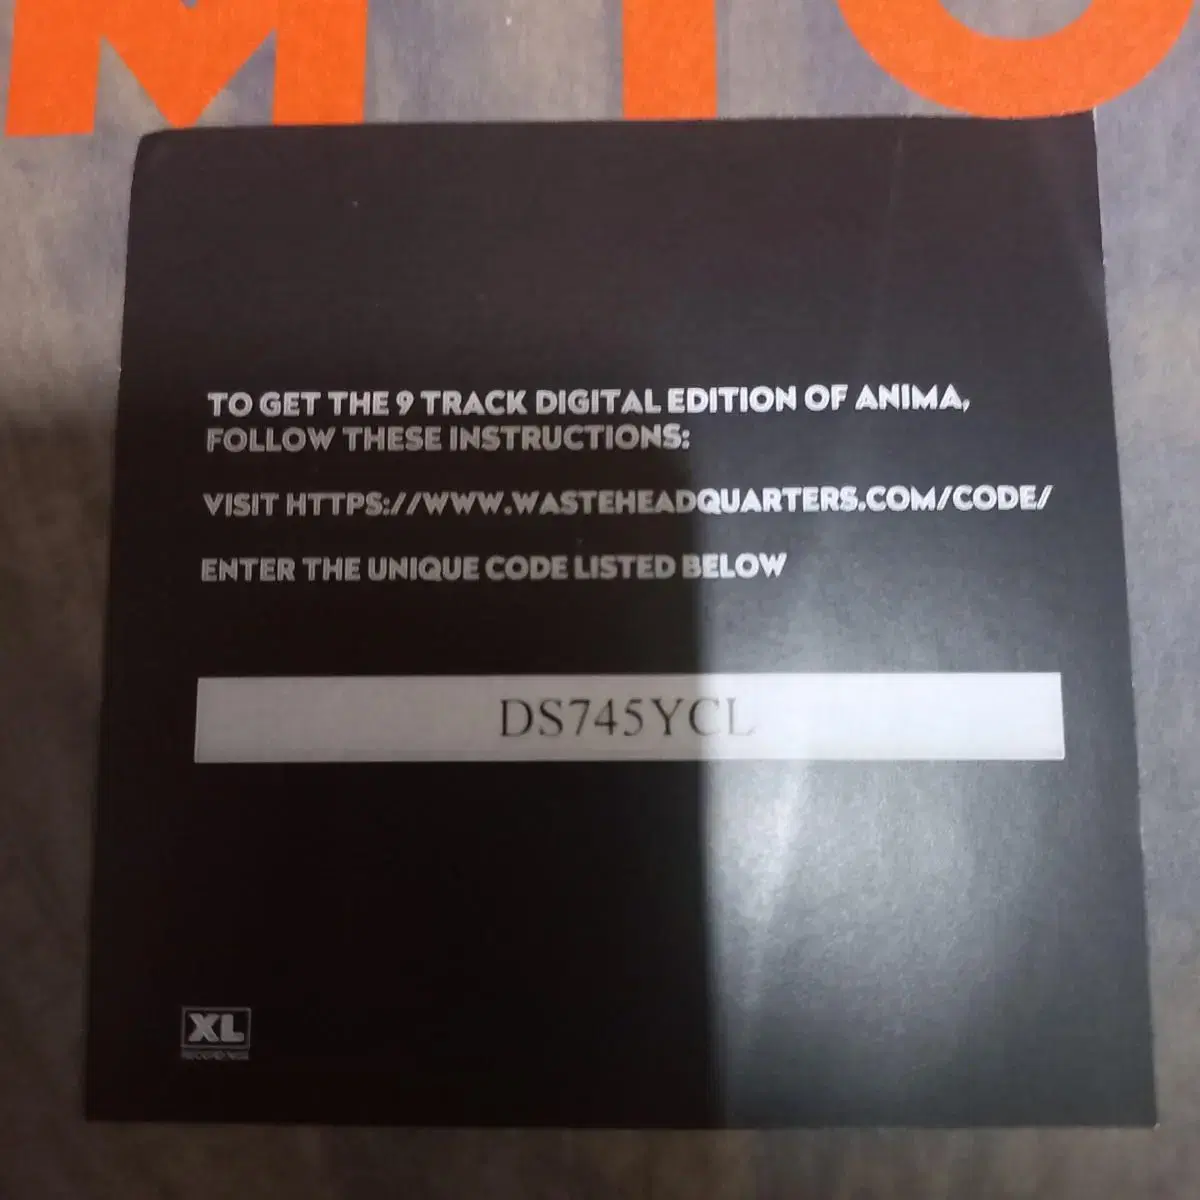 TO GET THE 9 TRACK DIGITAL EDITION OF ANIMA,
FOLLOW THESE INSTRUCTIONS:
VISIT HTTPS://WWW.WASTEHEADQUARTERS.COM/CODE/
ENTER THE UNIQUE CODE LISTED BELOW
DS745YCL
XL
RECORDINGS